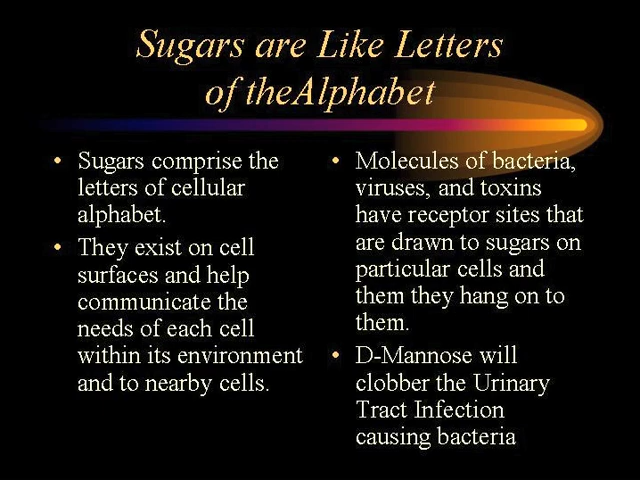 Sugars are Like Letters
of theAlphabet
• Sugars comprise the
letters of cellular
alphabet.
• They exist on cell
surfaces and help
communicate the
needs of each cell
within its environment
and to nearby cells.
• Molecules of bacteria,
viruses, and toxins
have receptor sites that
are drawn to sugars on
particular cells and
them they hang on to
them.
• D-Mannose will
clobber the Urinary
Tract Infection
causing bacteria